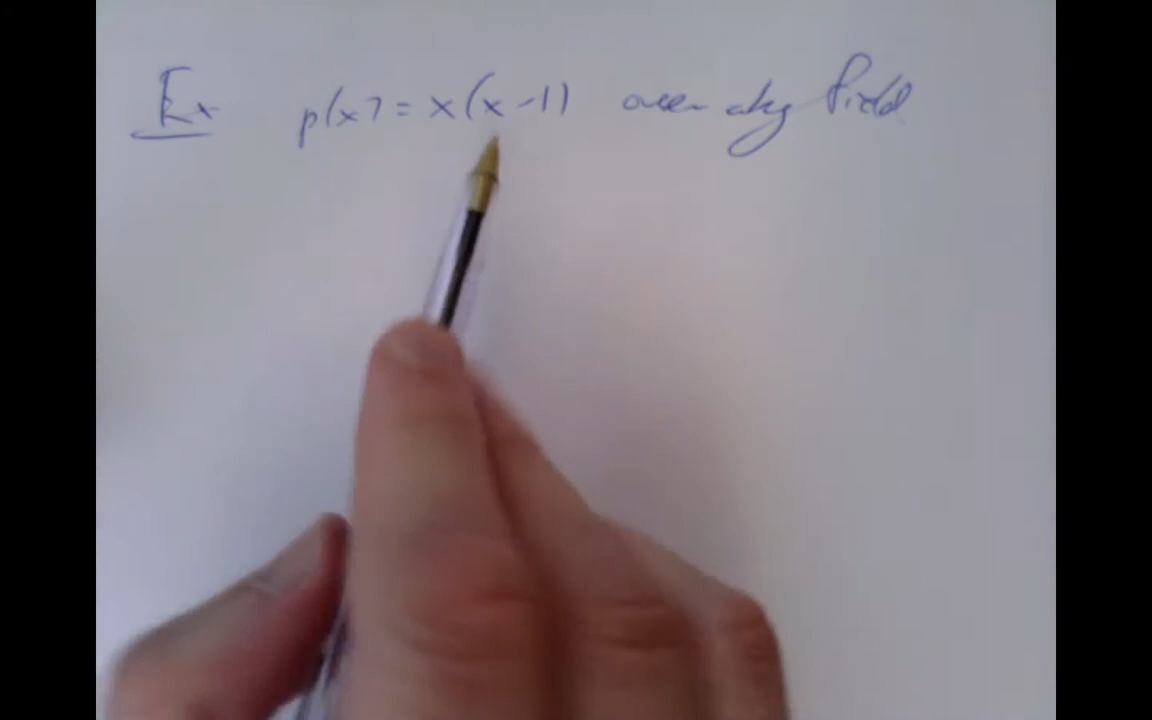 Ex p(x) = x(x-1) over any field